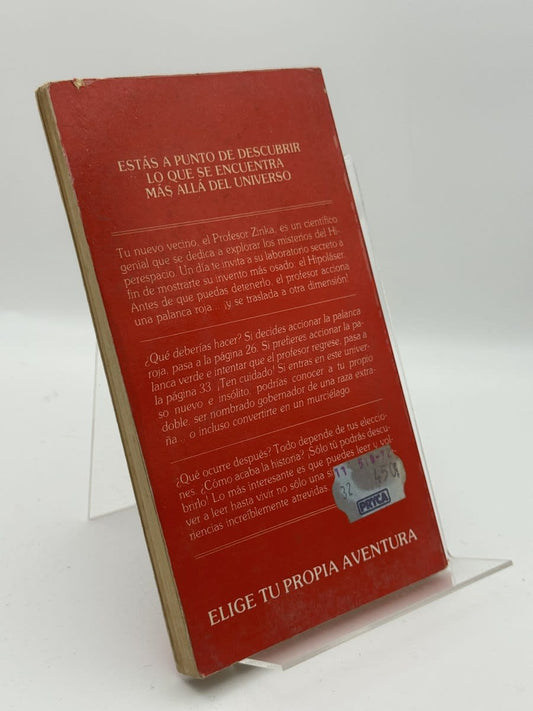 ESTÁS A PUNTO DE DESCUBRIR
LO QUE SE ENCUENTRA
MÁS ALLÁ DEL UNIVERSO
Tu nuevo vecino, el Profesor Zinka, es un científico
genial que se dedica a explorar los misterios del Hi-
perespacio. Un día te invita a su laboratorio secreto a
fin de mostrarte su invento más osado: el Hipoláser.
Antes de que puedas detenerlo, el profesor acciona
una palanca roja... ¡y se traslada a otra dimensión!
¿Qué deberías hacer? Si decides accionar la palanca
roja, pasa a la página 26. Si prefieres accionar la pa-
lanca verde e intentar que el profesor regrese, pasa a
la página 33. ¡Ten cuidado! Si entras en este univer-
so nuevo e insólito, podrías conocer a tu propio
doble, ser nombrado gobernador de una raza extra-
ña... o incluso convertirte en un murciélago.
¿Qué ocurre después? Todo depende de tus eleccio-
nes. ¿Cómo acaba la historia? ¡Sólo tú podrás descu-
brirlo! Lo más interesante es que puedes leer y vol-
ver a leer hasta vivir no sólo una
riencias increíblemente atrevidas
11
32
450
PRYCA
ELIGE TU PROPIA AVENTURA